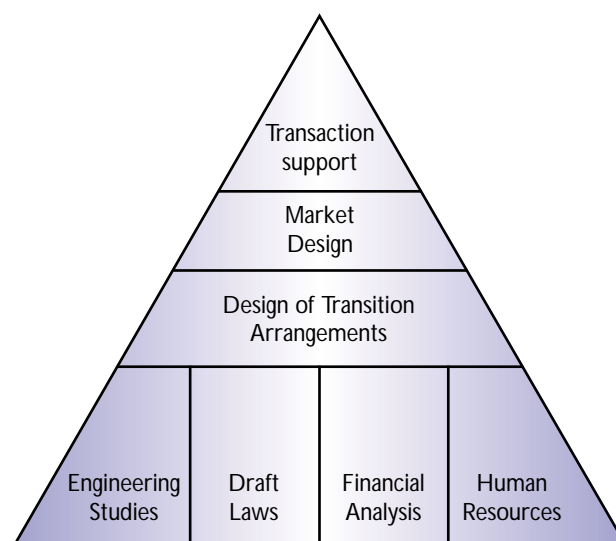 Transaction
support
Market
Design
Design of Transition
Arrangements
Engineering
Studies
Draft
Laws
Financial
Analysis
Human
Resources